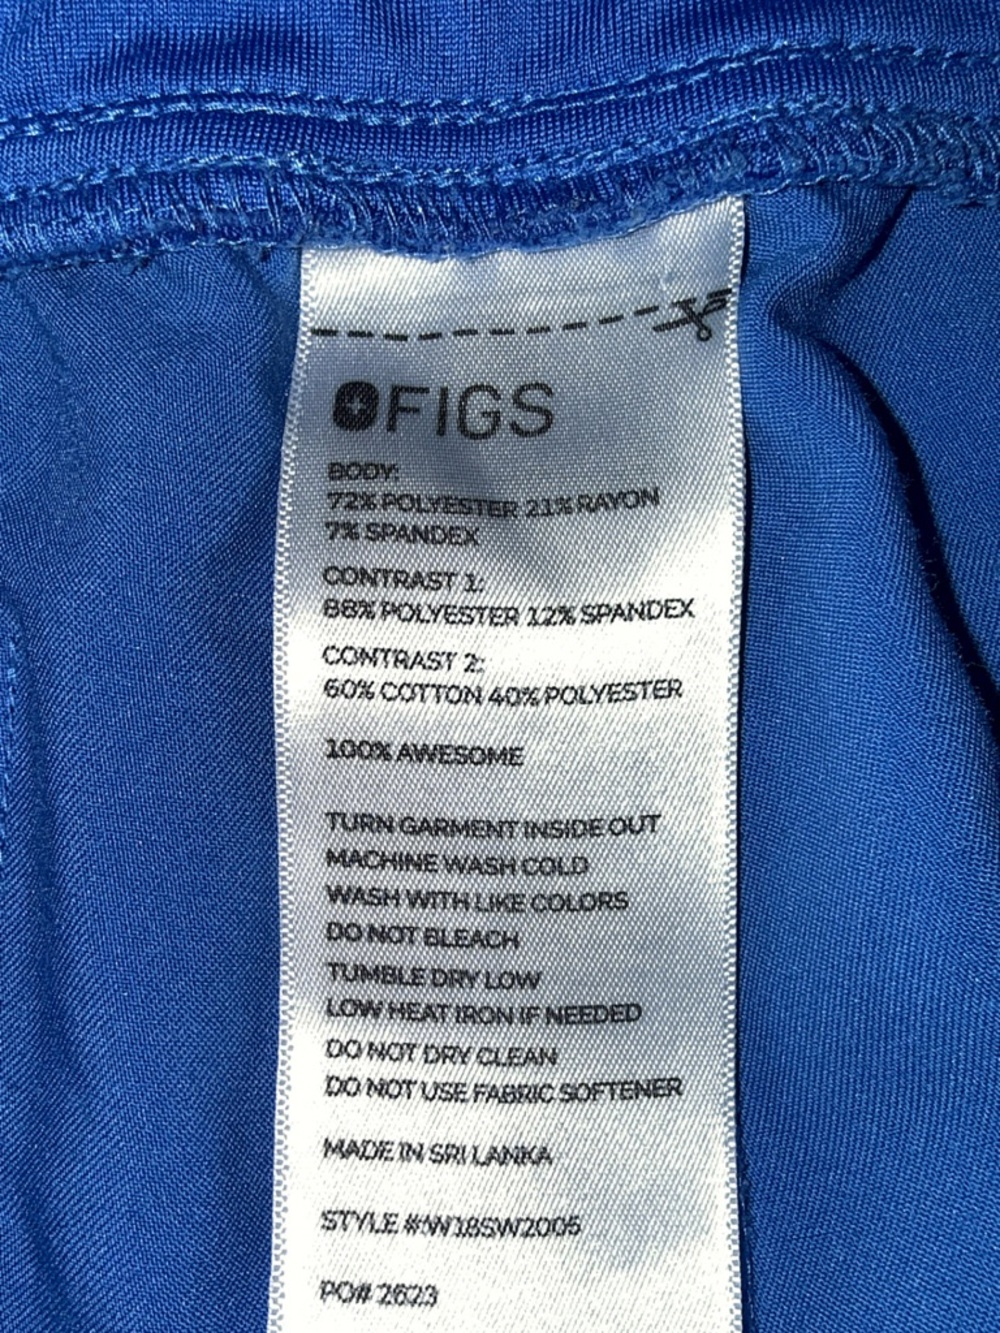 FIGS
BODY:
72% POLYESTER 21% RAYON
7% SPANDEX
CONTRAST 1:
88% POLYESTER 12% SPANDEX
CONTRAST 2:
60% COTTON 40% POLYESTER
100% AWESOME
TURN GARMENT INSIDE OUT
MACHINE WASH COLD
WASH WITH LIKE COLORS
DO NOT BLEACH
TUMBLE DRY LOW
LOW HEAT IRON IF NEEDED
DO NOT DRY CLEAN
DO NOT USE FABRIC SOFTENER
MADE IN SRI LANKA
STYLE #:W18SW2005
PO# 2623